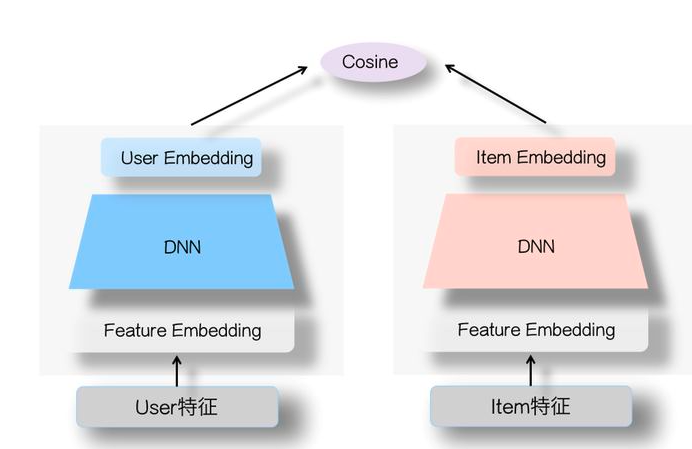 Cosine
User Embedding
Item Embedding
DNN
DNN
Feature Embedding
Feature Embedding
User特征
Item特征